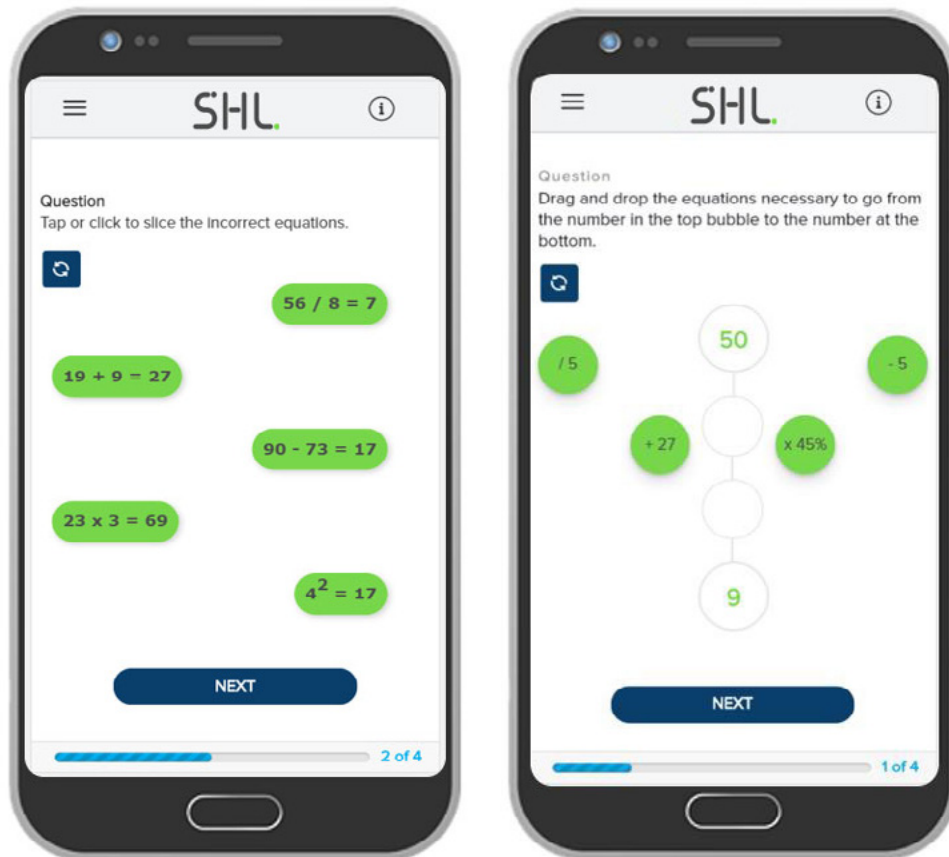 SHL.
Question
Tap or click to slice the incorrect equations.
56 / 8 = 7
19 + 9 = 27
90 - 73 = 17
23 x 3 = 69
4² = 17
NEXT
2 of 4
SHL.
Question
Drag and drop the equations necessary to go from
the number in the top bubble to the number at the
bottom.
50
/ 5
- 5
+ 27
x 45%
9
NEXT
1 of 4